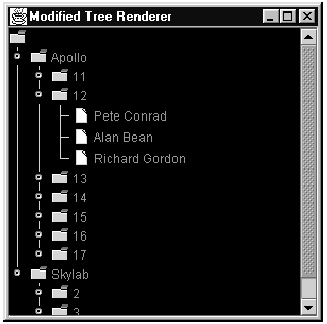 Modified Tree Renderer
Apollo
11
12
Pete Conrad
Alan Bean
Richard Gordon
13
14
15
16
17
Skylab
2
3